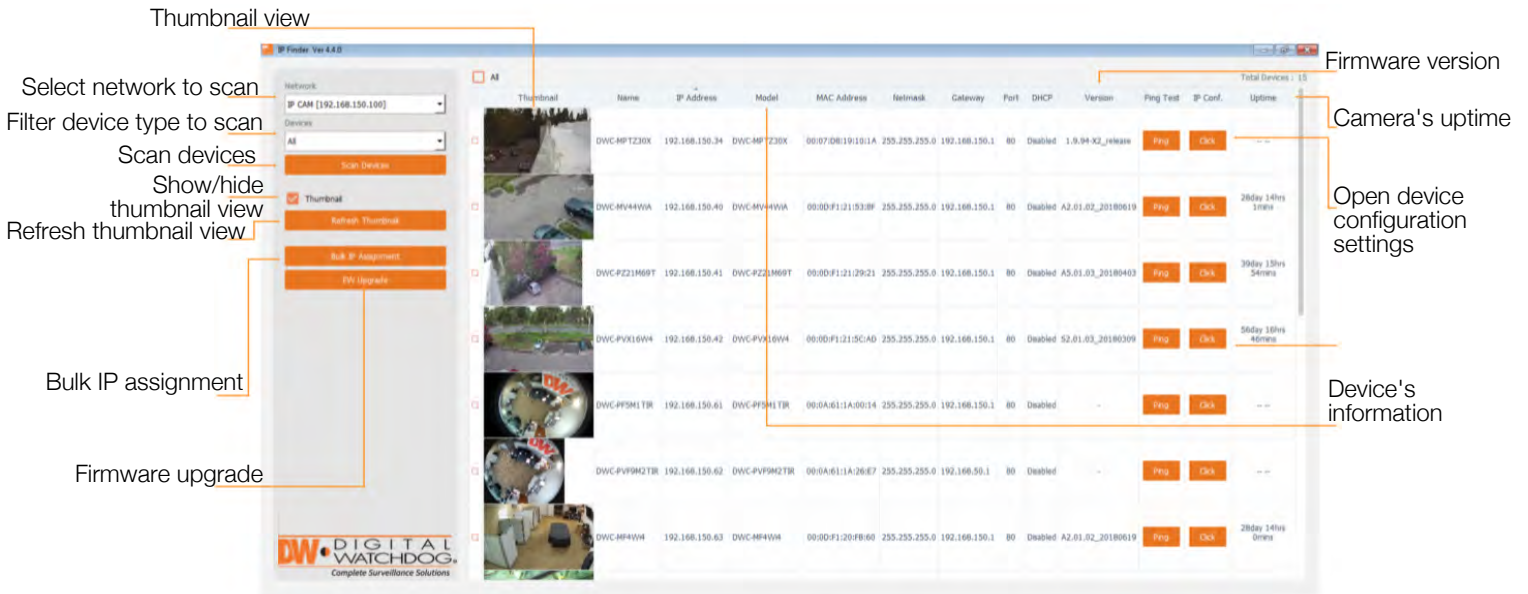 Thumbnail view
IP Finder Ver 4.4.0
Select network to scan
Filter device type to scan
Scan devices
Show/hide
thumbnail view
Refresh thumbnail view
Bulk IP assignment
Firmware upgrade
Network
IP CAM [192.168.150.100]
Devices
All
Scan Devices
Thumbnail
Refresh Thumbnail
Bulk IP Assignment
F/W Upgrade
DW DIGITAL
WATCHDOG®
Complete Surveillance Solutions
All
Total Devices : 15
Thumbnail Name IP Address Model MAC Address Netmask Gateway Port DHCP Version Ping Test IP Conf. Uptime
DWC-MPTZ30X 192.168.150.34 DWC-MPTZ30X 00:07:D8:19:10:1A 255.255.255.0 192.168.150.1 80 Disabled 1.9.94-X2_release Ping Click -- --
DWC-MV44WiA 192.168.150.40 DWC-MV44WiA 00:0D:F1:21:53:8F 255.255.255.0 192.168.150.1 80 Disabled A2.01.02_20180619 Ping Click 28day 14hrs
1mins
DWC-PZ21M69T 192.168.150.41 DWC-PZ21M69T 00:0D:F1:21:29:21 255.255.255.0 192.168.150.1 80 Disabled A5.01.03_20180403 Ping Click 39day 15hrs
54mins
DWC-PVX16W4 192.168.150.42 DWC-PVX16W4 00:0D:F1:21:5C:AD 255.255.255.0 192.168.150.1 80 Disabled S2.01.03_20180309 Ping Click 56day 16hrs
46mins
DW
DWC-PF5M1TIR 192.168.150.61 DWC-PF5M1TIR 00:0A:61:1A:00:14 255.255.255.0 192.168.150.1 80 Disabled - Ping Click -- --
DWC-PVF9M2TIR 192.168.150.62 DWC-PVF9M2TIR 00:0A:61:1A:26:E7 255.255.255.0 192.168.50.1 80 Disabled - Ping Click -- --
DWC-MF4Wi4 192.168.150.63 DWC-MF4Wi4 00:0D:F1:20:FB:60 255.255.255.0 192.168.150.1 80 Disabled A2.01.02_20180619 Ping Click 28day 14hrs
0mins
Firmware version
Camera's uptime
Open device
configuration
settings
Device's
information